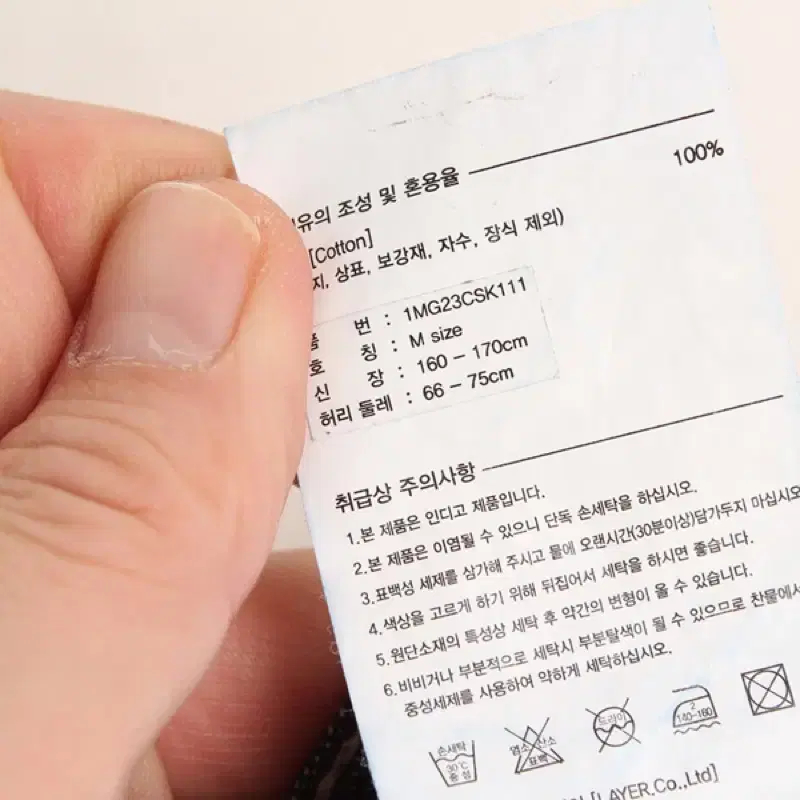 유의 조성 및 혼용율
100%
[Cotton]
지, 상표, 보강재, 자수, 장식 제외)
품 번 : 1MG23CSK111
호 칭 : M size
신 장 : 160 - 170cm
허리 둘레 : 66 - 75cm
취급상 주의사항
1.본 제품은 인디고 제품입니다.
2.본 제품은 이염될 수 있으니 단독 손세탁을 하십시오.
3.표백성 세제를 삼가해 주시고 물에 오랜시간(30분이상)담가두지 마십시오
4.색상을 고르게 하기 위해 뒤집어서 세탁을 하시면 좋습니다.
5.원단소재의 특성상 세탁 후 약간의 변형이 올 수 있습니다.
6.비비거나 부분적으로 세탁시 부분탈색이 될 수 있으므로 찬물에서
중성세제를 사용하여 약하게 세탁하십시오.
손세탁 30℃ 중성
염소 산소 표백
드라이
2 140~160
[LAYER.Co.,Ltd]